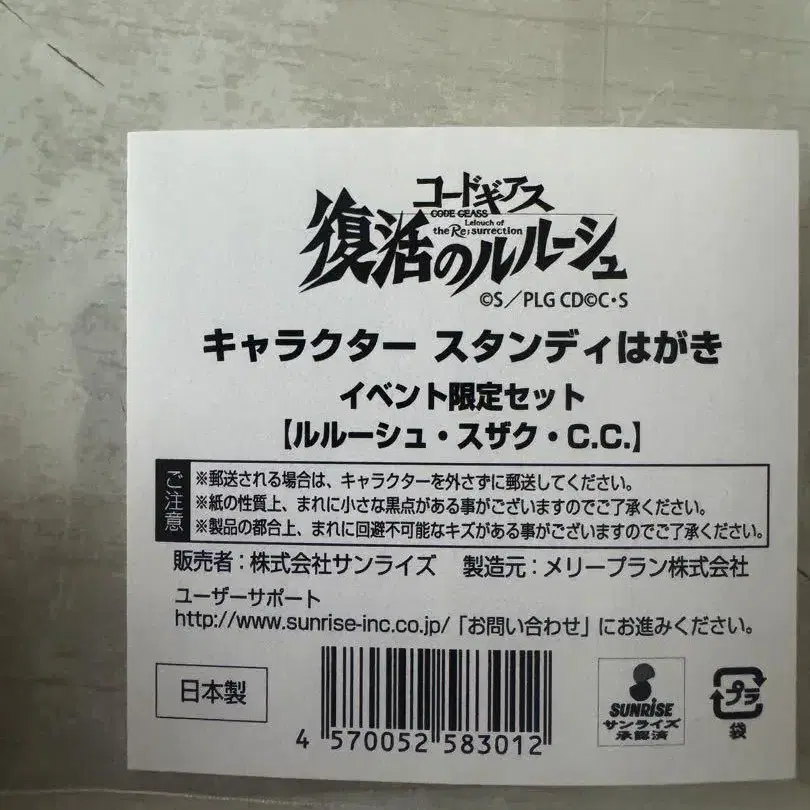 コードギアス
CODE GEASS
Lelouch of
the Re;surrection
復活のルルーシュ
©S／PLG CD©C・S
キャラクター スタンディはがき
イベント限定セット
【ルルーシュ・スザク・C.C.】
ご注意
※郵送される場合は、キャラクターを外さずに郵送してください。
※紙の性質上、まれに小さな黒点がある事がございますのでご了承ください。
※製品の都合上、まれに回避不可能なキズがある事がございますのでご了承ください。
販売者：株式会社サンライズ 製造元：メリープラン株式会社
ユーザーサポート
http://www.sunrise-inc.co.jp/「お問い合わせ」にお進みください。
日本製
4 570052 583012
SUNRISE
サンライズ
承認済
プラ
袋